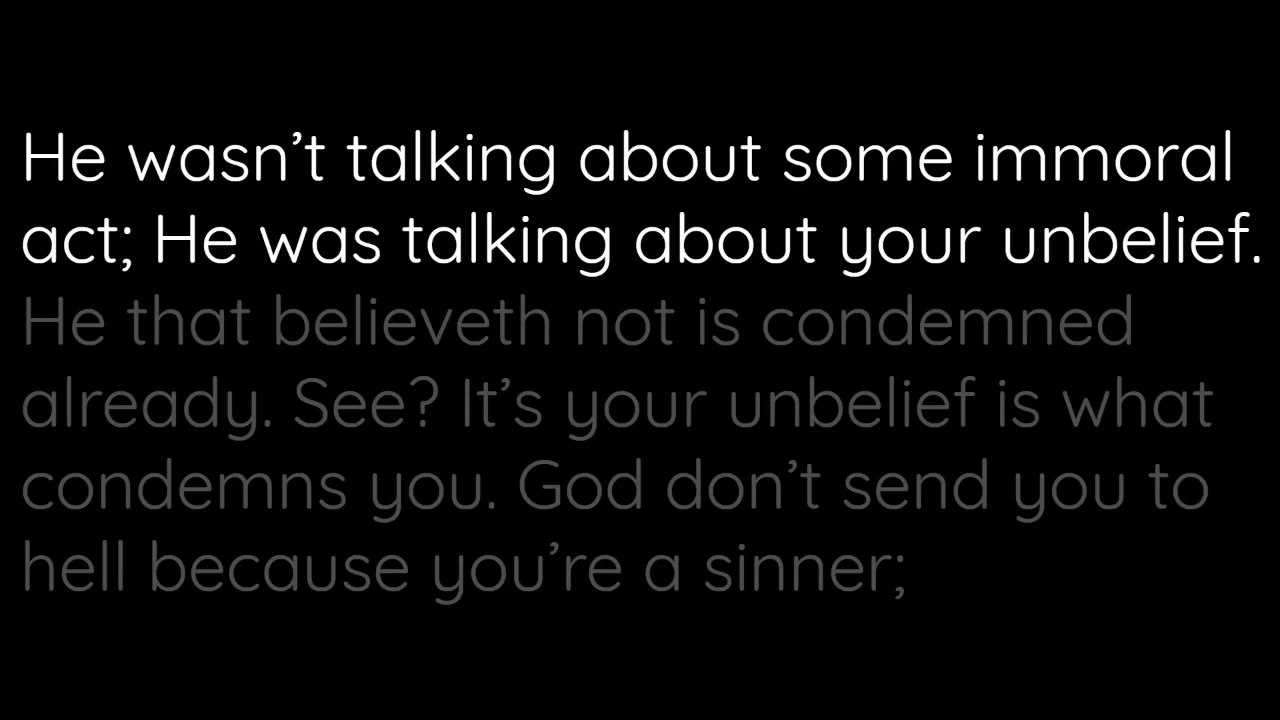 He wasn’t talking about some immoral
act; He was talking about your unbelief.
He that believeth not is condemned
already. See? It’s your unbelief is what
condemns you. God don’t send you to
hell because you’re a sinner;